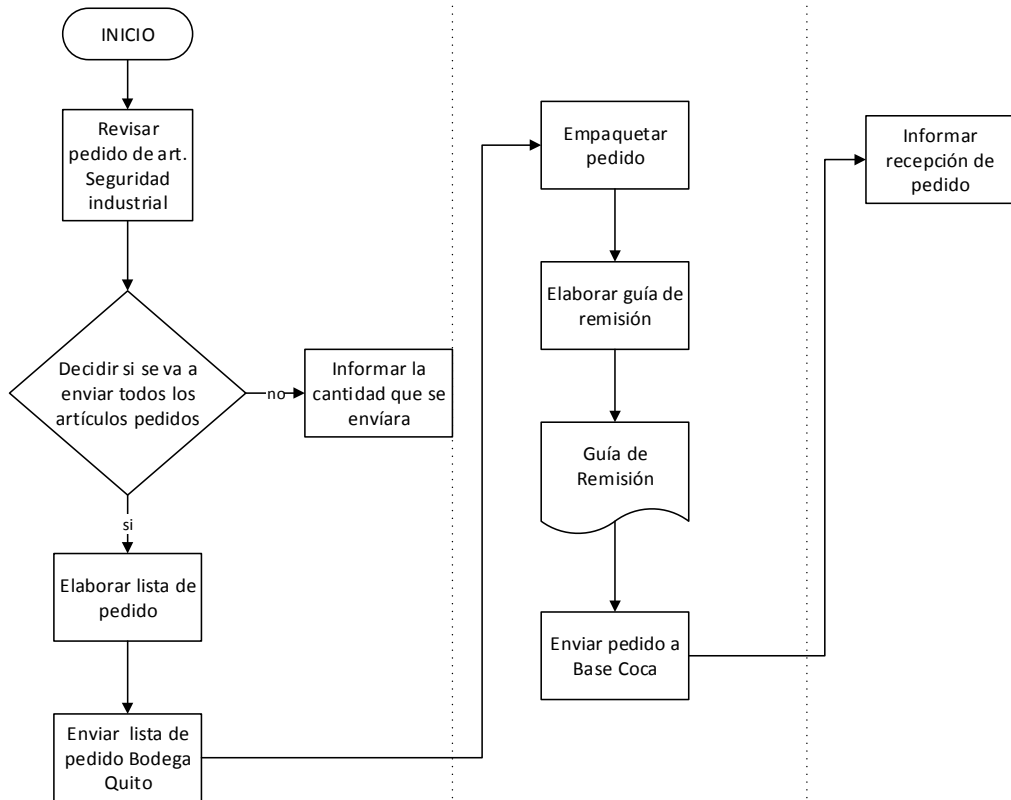 INICIO
Revisar
pedido de art.
Seguridad
industrial
Decidir si se va a
enviar todos los
artículos pedidos
no
Informar la
cantidad que se
envíara
si
Elaborar lista de
pedido
Enviar lista de
pedido Bodega
Quito
Empaquetar
pedido
Elaborar guía de
remisión
Guía de
Remisión
Enviar pedido a
Base Coca
Informar
recepción de
pedido